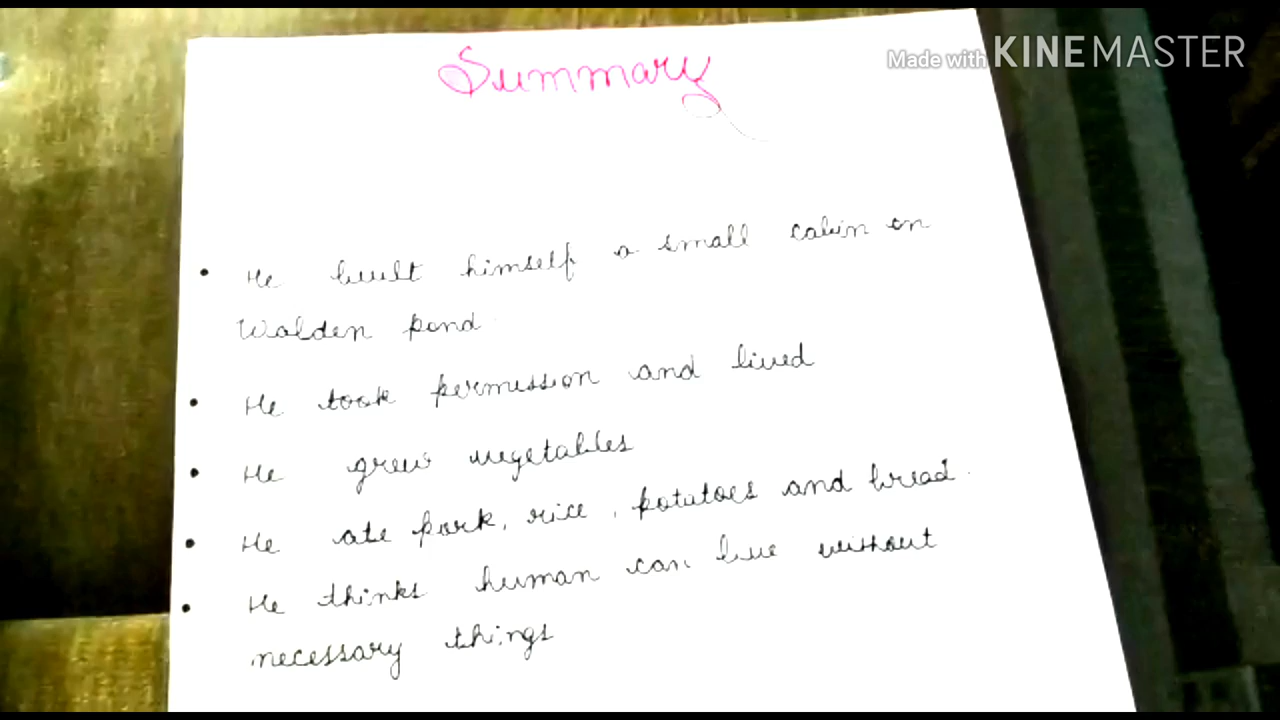 Made with KINEMASTER
Summary
• He built himself a small cabin on
Walden pond.
• He took permission and lived
• He grew vegetables
• He ate pork, rice, potatoes and bread.
• He thinks human can live without
necessary things